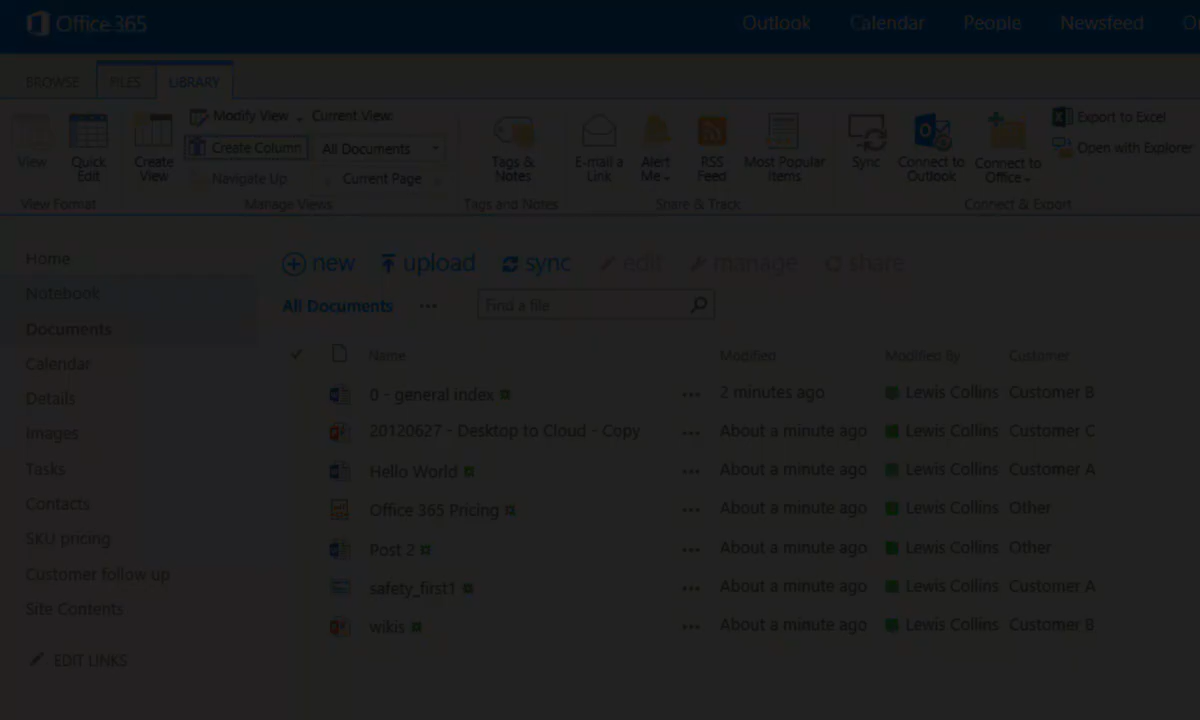 Office 365 Outlook Calendar People Newsfeed
BROWSE FILES LIBRARY
View Quick Edit Create View Modify View Current View: Create Column All Documents Navigate Up Current Page Tags & Notes E-mail a Link Alert Me RSS Feed Most Popular Items Sync Connect to Outlook Connect to Office Export to Excel Open with Explorer
View Format Manage Views Tags and Notes Share & Track Connect & Export
Home
Notebook
Documents
Calendar
Details
Images
Tasks
Contacts
SKU pricing
Customer follow up
Site Contents
EDIT LINKS
new upload sync edit manage share
All Documents ... Find a file
Name Modified Modified By Customer
0 - general index ... 2 minutes ago Lewis Collins Customer B
20120627 - Desktop to Cloud - Copy ... About a minute ago Lewis Collins Customer C
Hello World ... About a minute ago Lewis Collins Customer A
Office 365 Pricing ... About a minute ago Lewis Collins Other
Post 2 ... About a minute ago Lewis Collins Other
safety_first1 ... About a minute ago Lewis Collins Customer A
wikis ... About a minute ago Lewis Collins Customer B